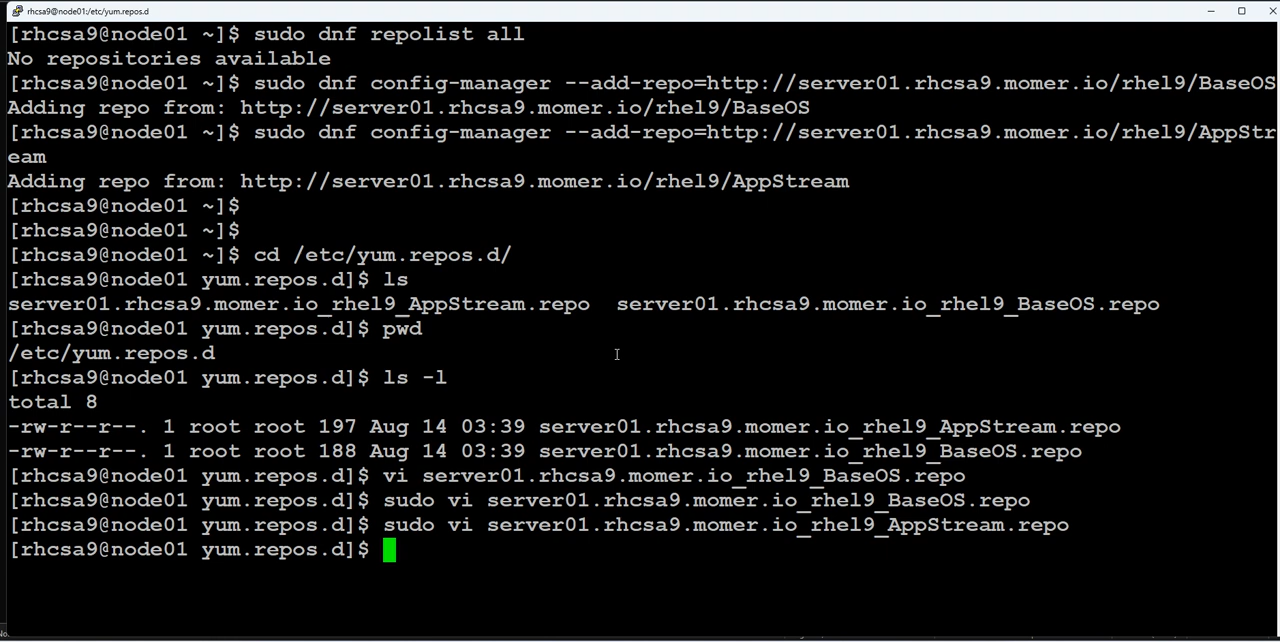 rhcsa9@node01:/etc/yum.repos.d
[rhcsa9@node01 ~]$ sudo dnf repolist all
No repositories available
[rhcsa9@node01 ~]$ sudo dnf config-manager --add-repo=http://server01.rhcsa9.momer.io/rhel9/BaseOS
Adding repo from: http://server01.rhcsa9.momer.io/rhel9/BaseOS
[rhcsa9@node01 ~]$ sudo dnf config-manager --add-repo=http://server01.rhcsa9.momer.io/rhel9/AppStr
eam
Adding repo from: http://server01.rhcsa9.momer.io/rhel9/AppStream
[rhcsa9@node01 ~]$
[rhcsa9@node01 ~]$
[rhcsa9@node01 ~]$ cd /etc/yum.repos.d/
[rhcsa9@node01 yum.repos.d]$ ls
server01.rhcsa9.momer.io_rhel9_AppStream.repo  server01.rhcsa9.momer.io_rhel9_BaseOS.repo
[rhcsa9@node01 yum.repos.d]$ pwd
/etc/yum.repos.d
[rhcsa9@node01 yum.repos.d]$ ls -l
total 8
-rw-r--r--. 1 root root 197 Aug 14 03:39 server01.rhcsa9.momer.io_rhel9_AppStream.repo
-rw-r--r--. 1 root root 188 Aug 14 03:39 server01.rhcsa9.momer.io_rhel9_BaseOS.repo
[rhcsa9@node01 yum.repos.d]$ vi server01.rhcsa9.momer.io_rhel9_BaseOS.repo
[rhcsa9@node01 yum.repos.d]$ sudo vi server01.rhcsa9.momer.io_rhel9_BaseOS.repo
[rhcsa9@node01 yum.repos.d]$ sudo vi server01.rhcsa9.momer.io_rhel9_AppStream.repo
[rhcsa9@node01 yum.repos.d]$